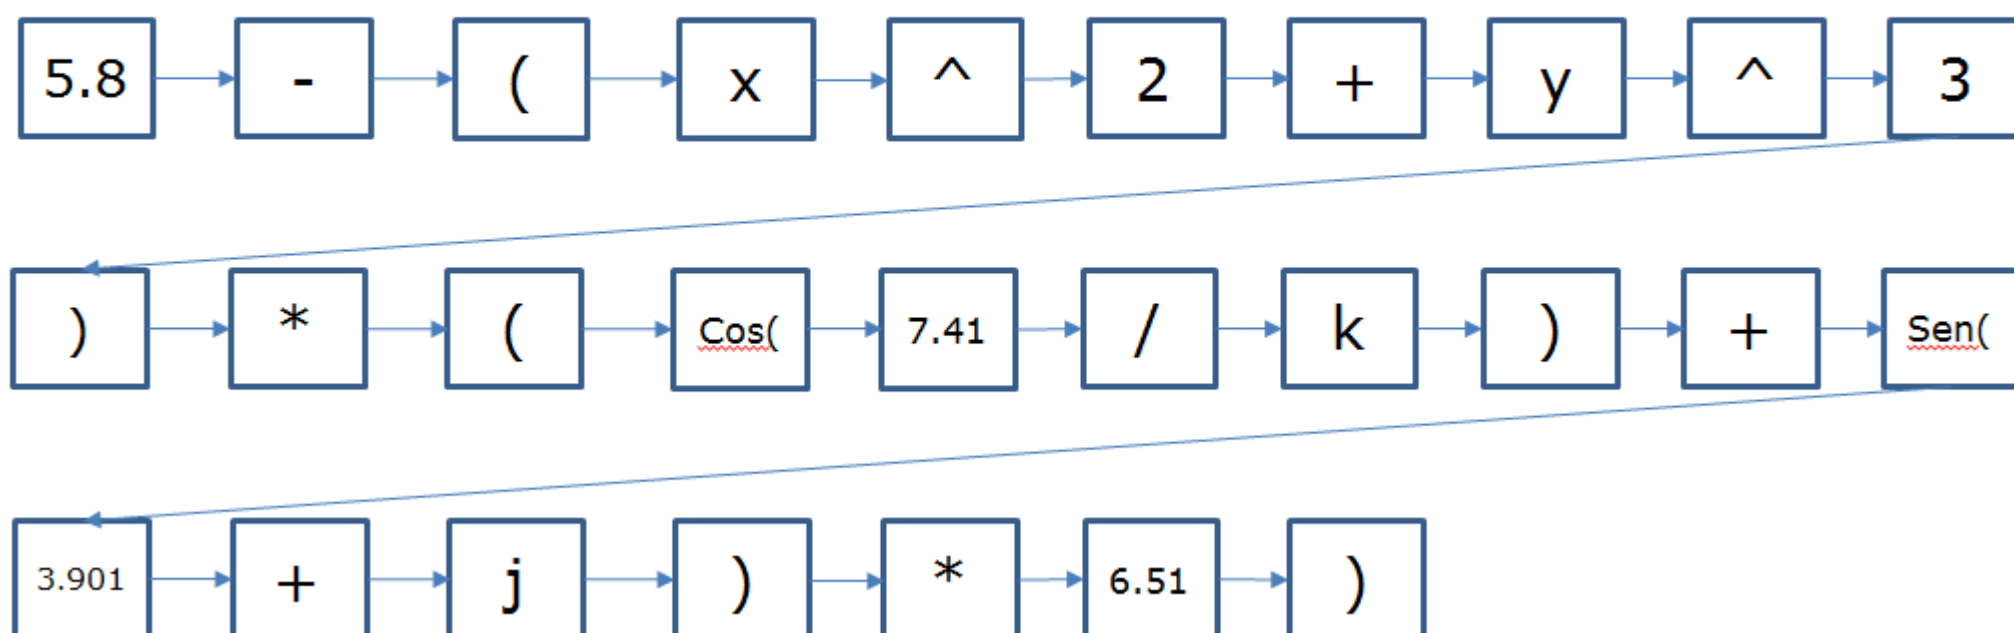 5.8 - ( x ^ 2 + y ^ 3
) * ( Cos( 7.41 / k ) + Sen(
3.901 + j ) * 6.51 )